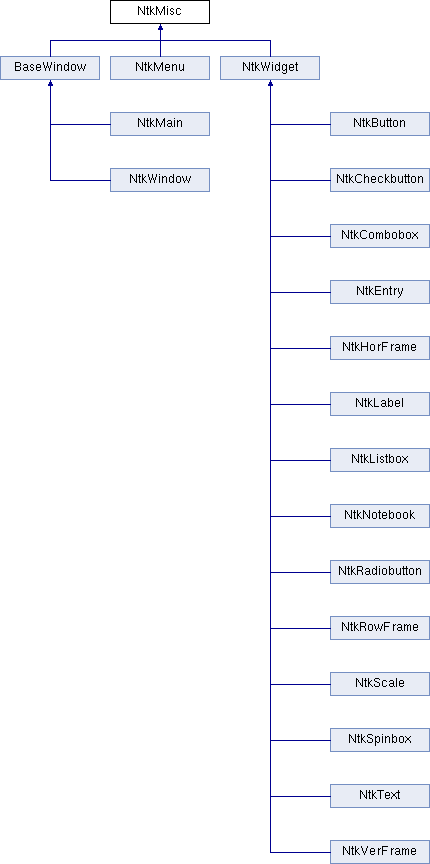 NtkMisc
BaseWindow
NtkMenu
NtkWidget
NtkMain
NtkButton
NtkWindow
NtkCheckbutton
NtkCombobox
NtkEntry
NtkHorFrame
NtkLabel
NtkListbox
NtkNotebook
NtkRadiobutton
NtkRowFrame
NtkScale
NtkSpinbox
NtkText
NtkVerFrame